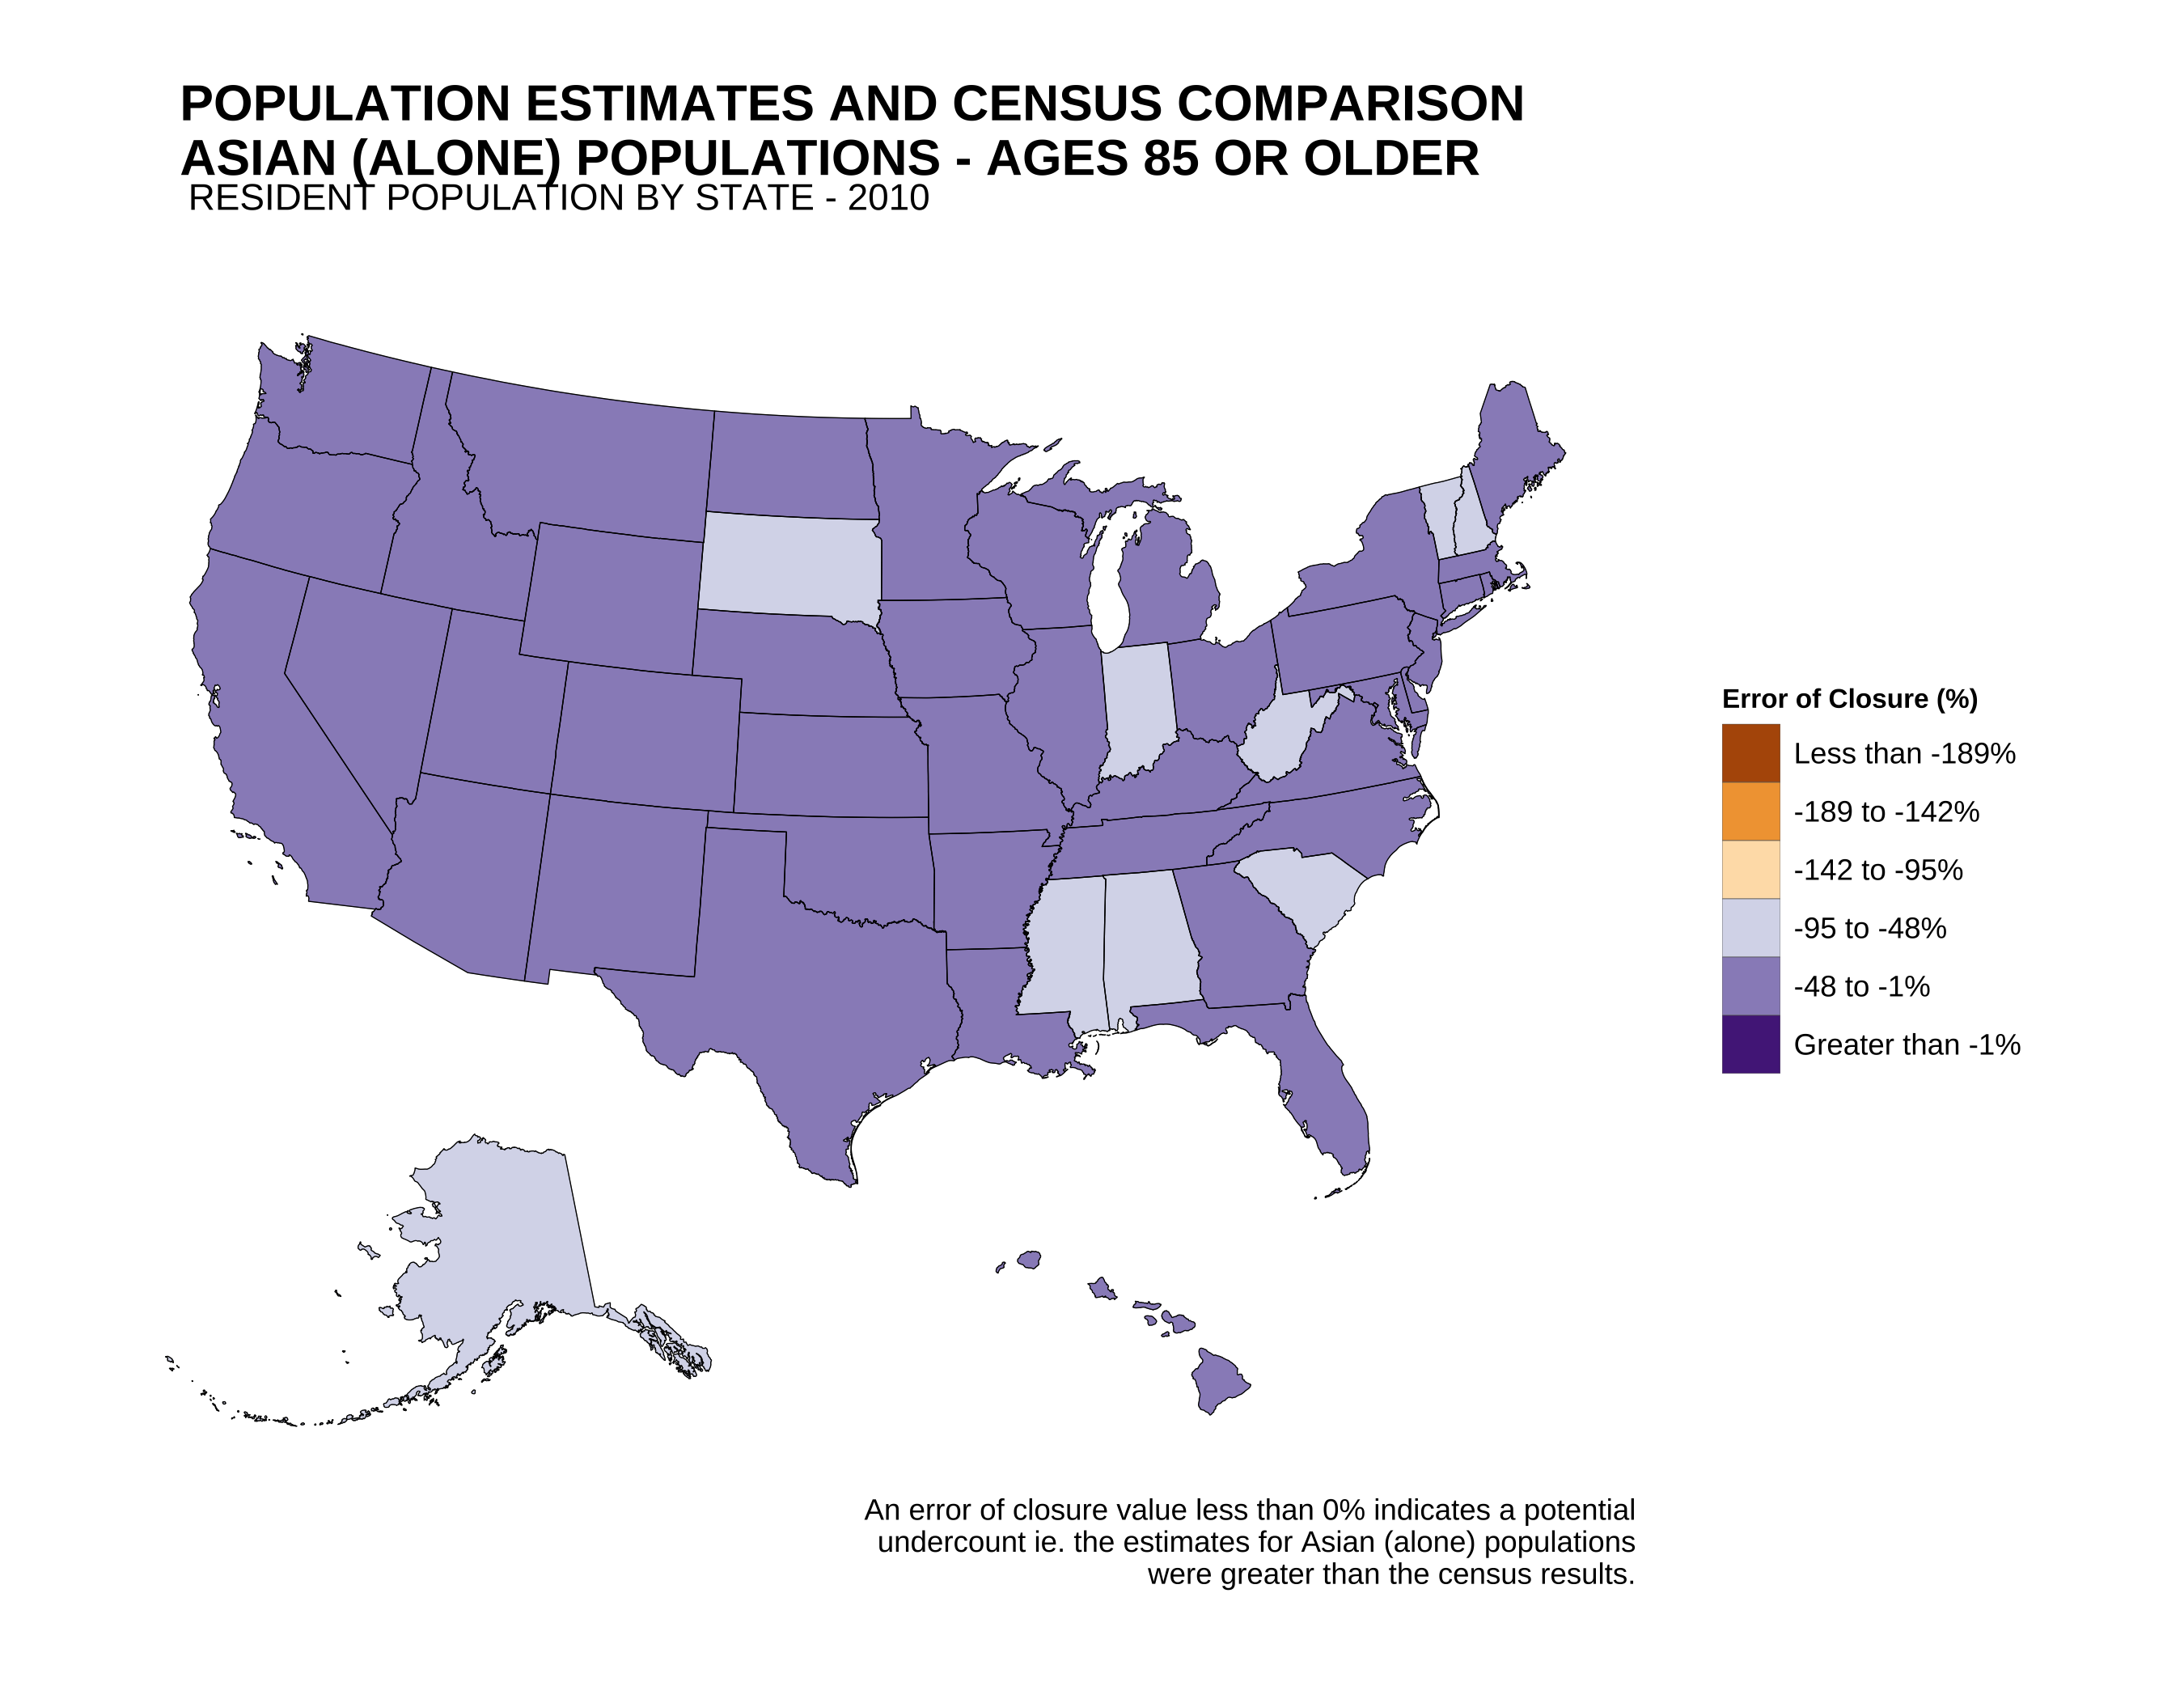 POPULATION ESTIMATES AND CENSUS COMPARISON
ASIAN (ALONE) POPULATIONS - AGES 85 OR OLDER
RESIDENT POPULATION BY STATE - 2010
Error of Closure (%)
Less than -189%
-189 to -142%
-142 to -95%
-95 to -48%
-48 to -1%
Greater than -1%
An error of closure value less than 0% indicates a potential
undercount ie. the estimates for Asian (alone) populations
were greater than the census results.